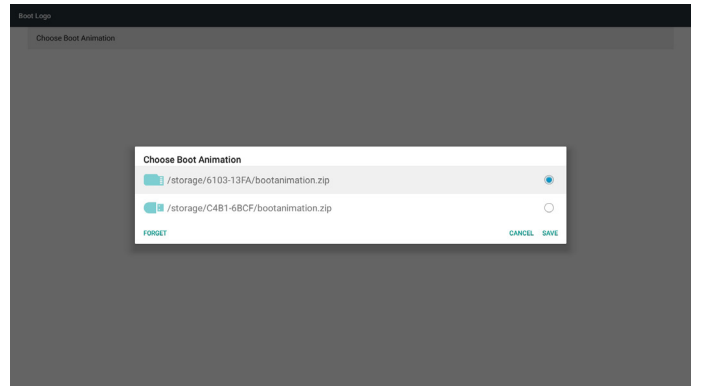 Boot Logo
Choose Boot Animation
Choose Boot Animation
/storage/6103-13FA/bootanimation.zip
/storage/C4B1-6BCF/bootanimation.zip
FORGET CANCEL SAVE